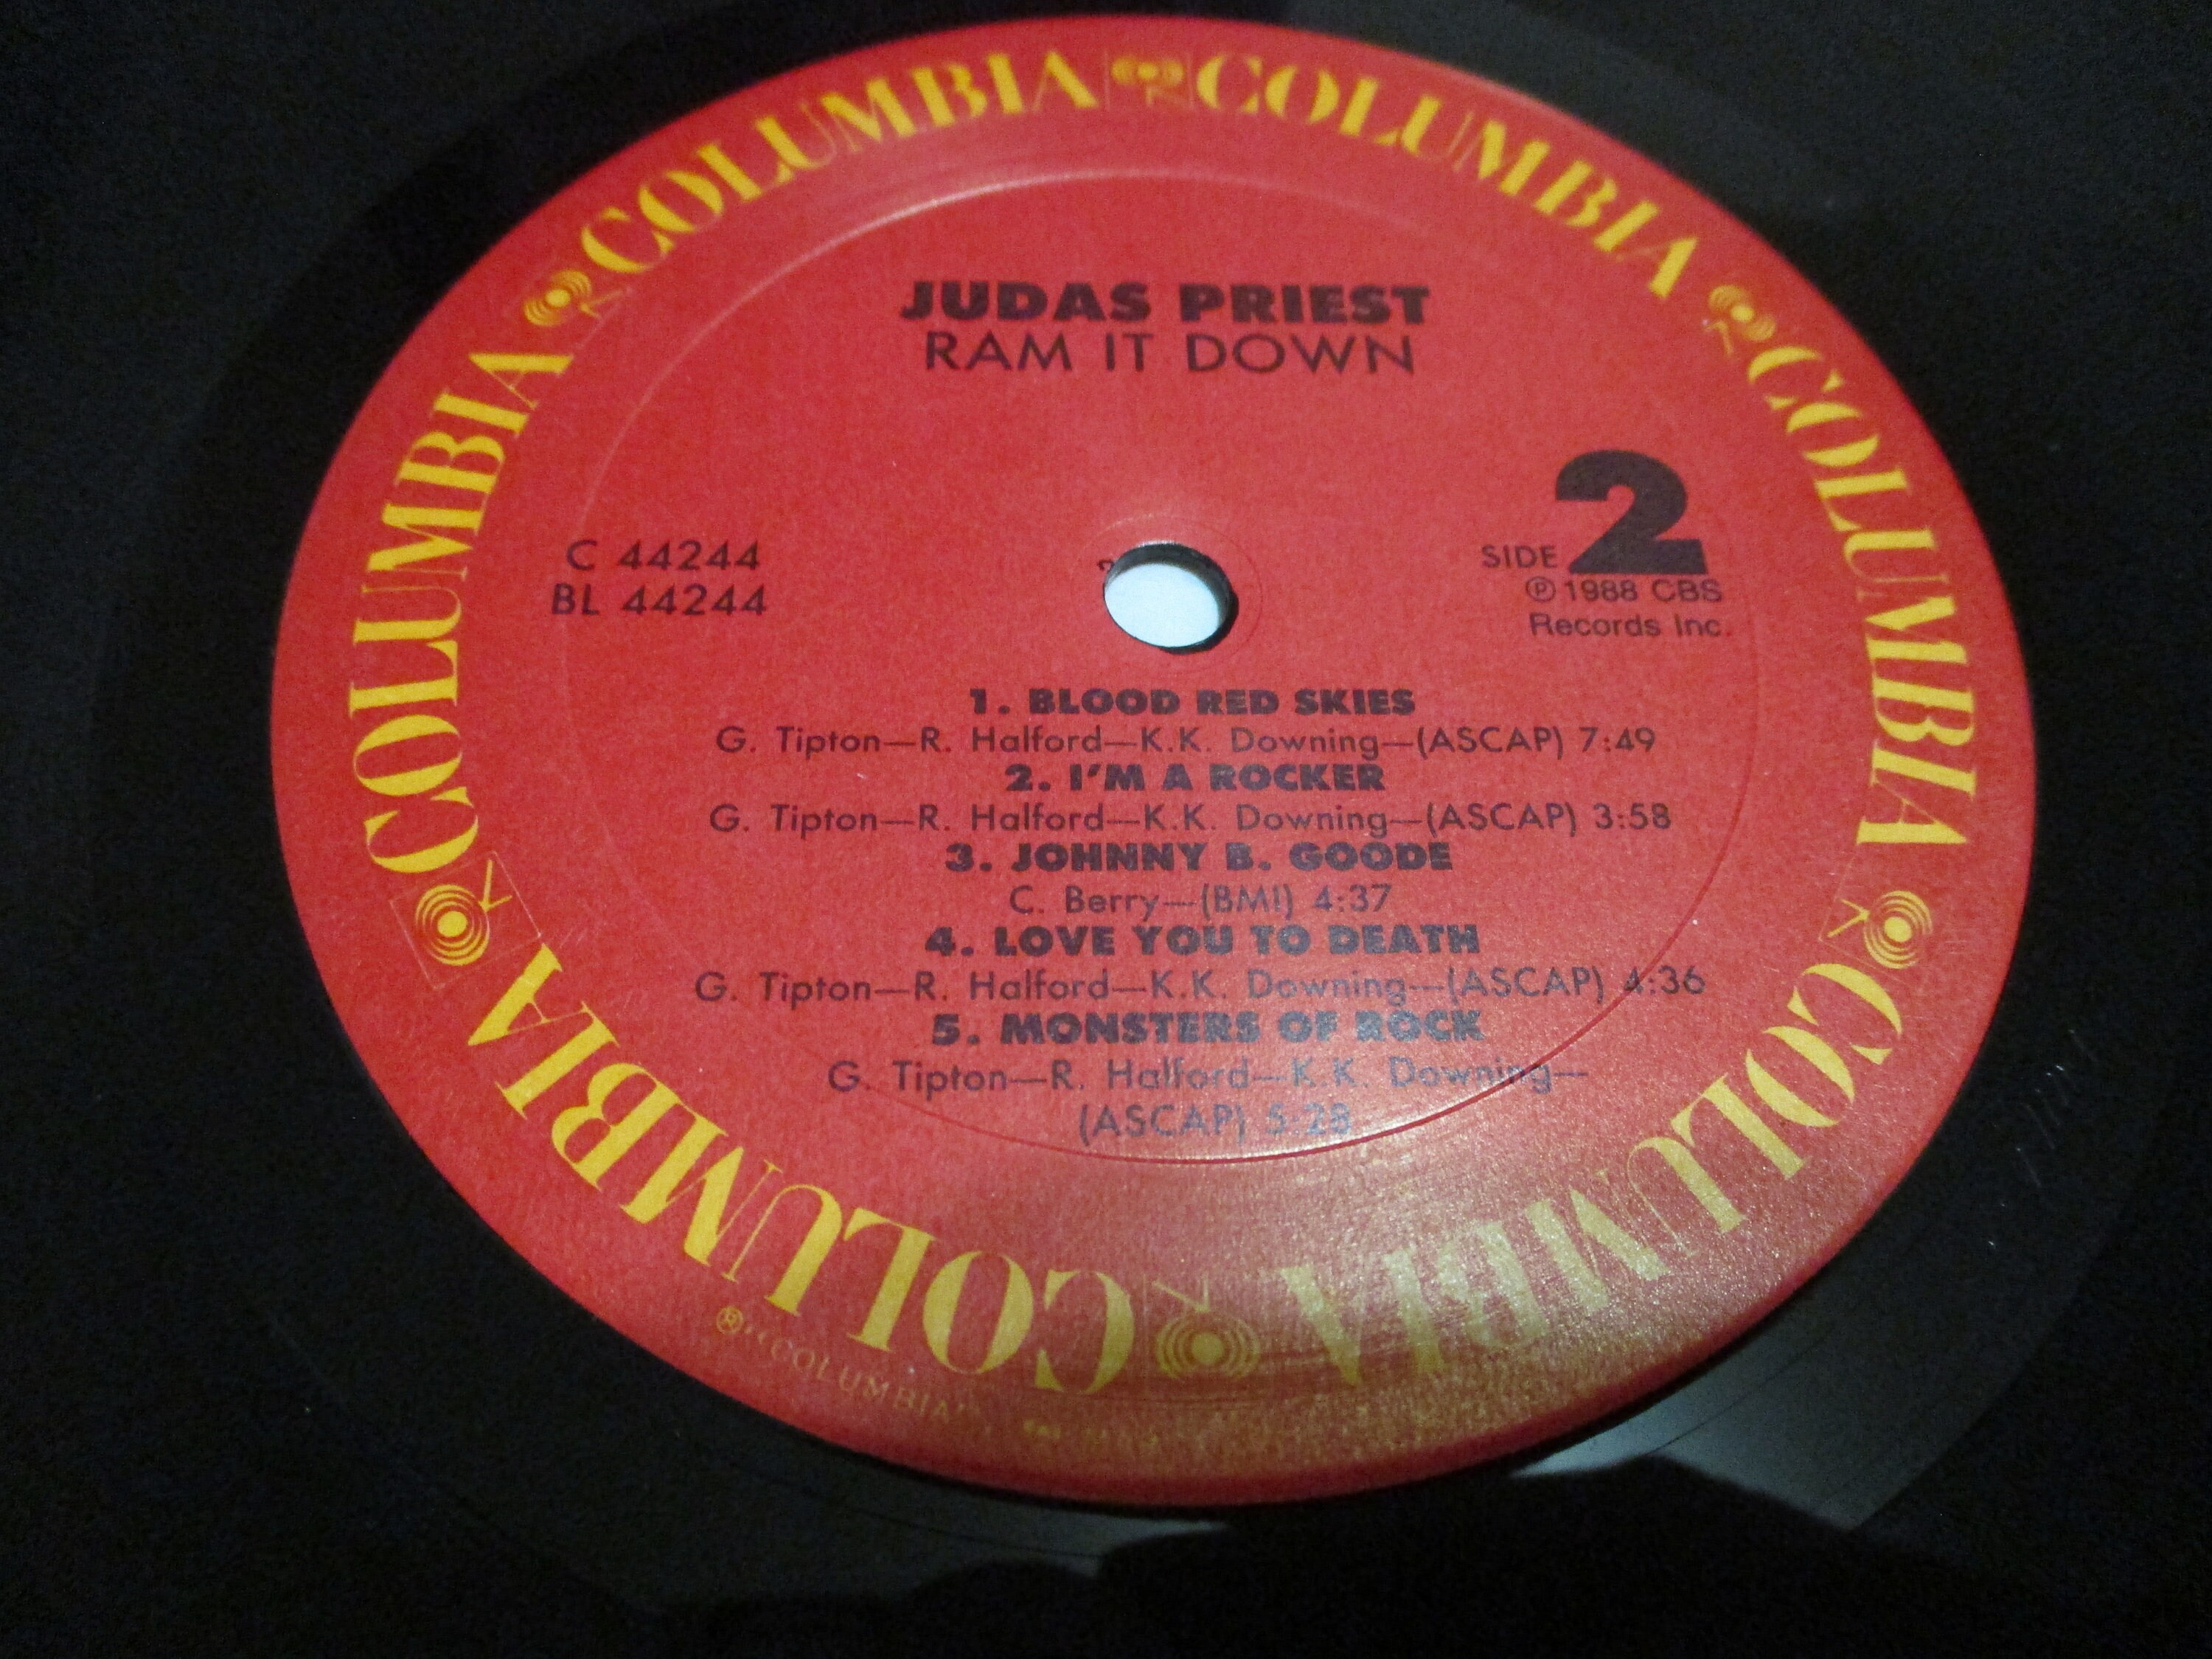 COLUMBIA COLUMBIA COLUMBIA COLUMBIA COLUMBIA COLUMBIA
JUDAS PRIEST
RAM IT DOWN
C 44244
BL 44244
SIDE 2
℗ 1988 CBS
Records Inc.
1. BLOOD RED SKIES
G. Tipton—R. Halford—K.K. Downing—(ASCAP) 7:49
2. I'M A ROCKER
G. Tipton—R. Halford—K.K. Downing—(ASCAP) 3:58
3. JOHNNY B. GOODE
C. Berry—(BMI) 4:37
4. LOVE YOU TO DEATH
G. Tipton—R. Halford—K.K. Downing—(ASCAP) 4:36
5. MONSTERS OF ROCK
G. Tipton—R. Halford—K.K. Downing—
(ASCAP) 5:28
® "COLUMBIA"